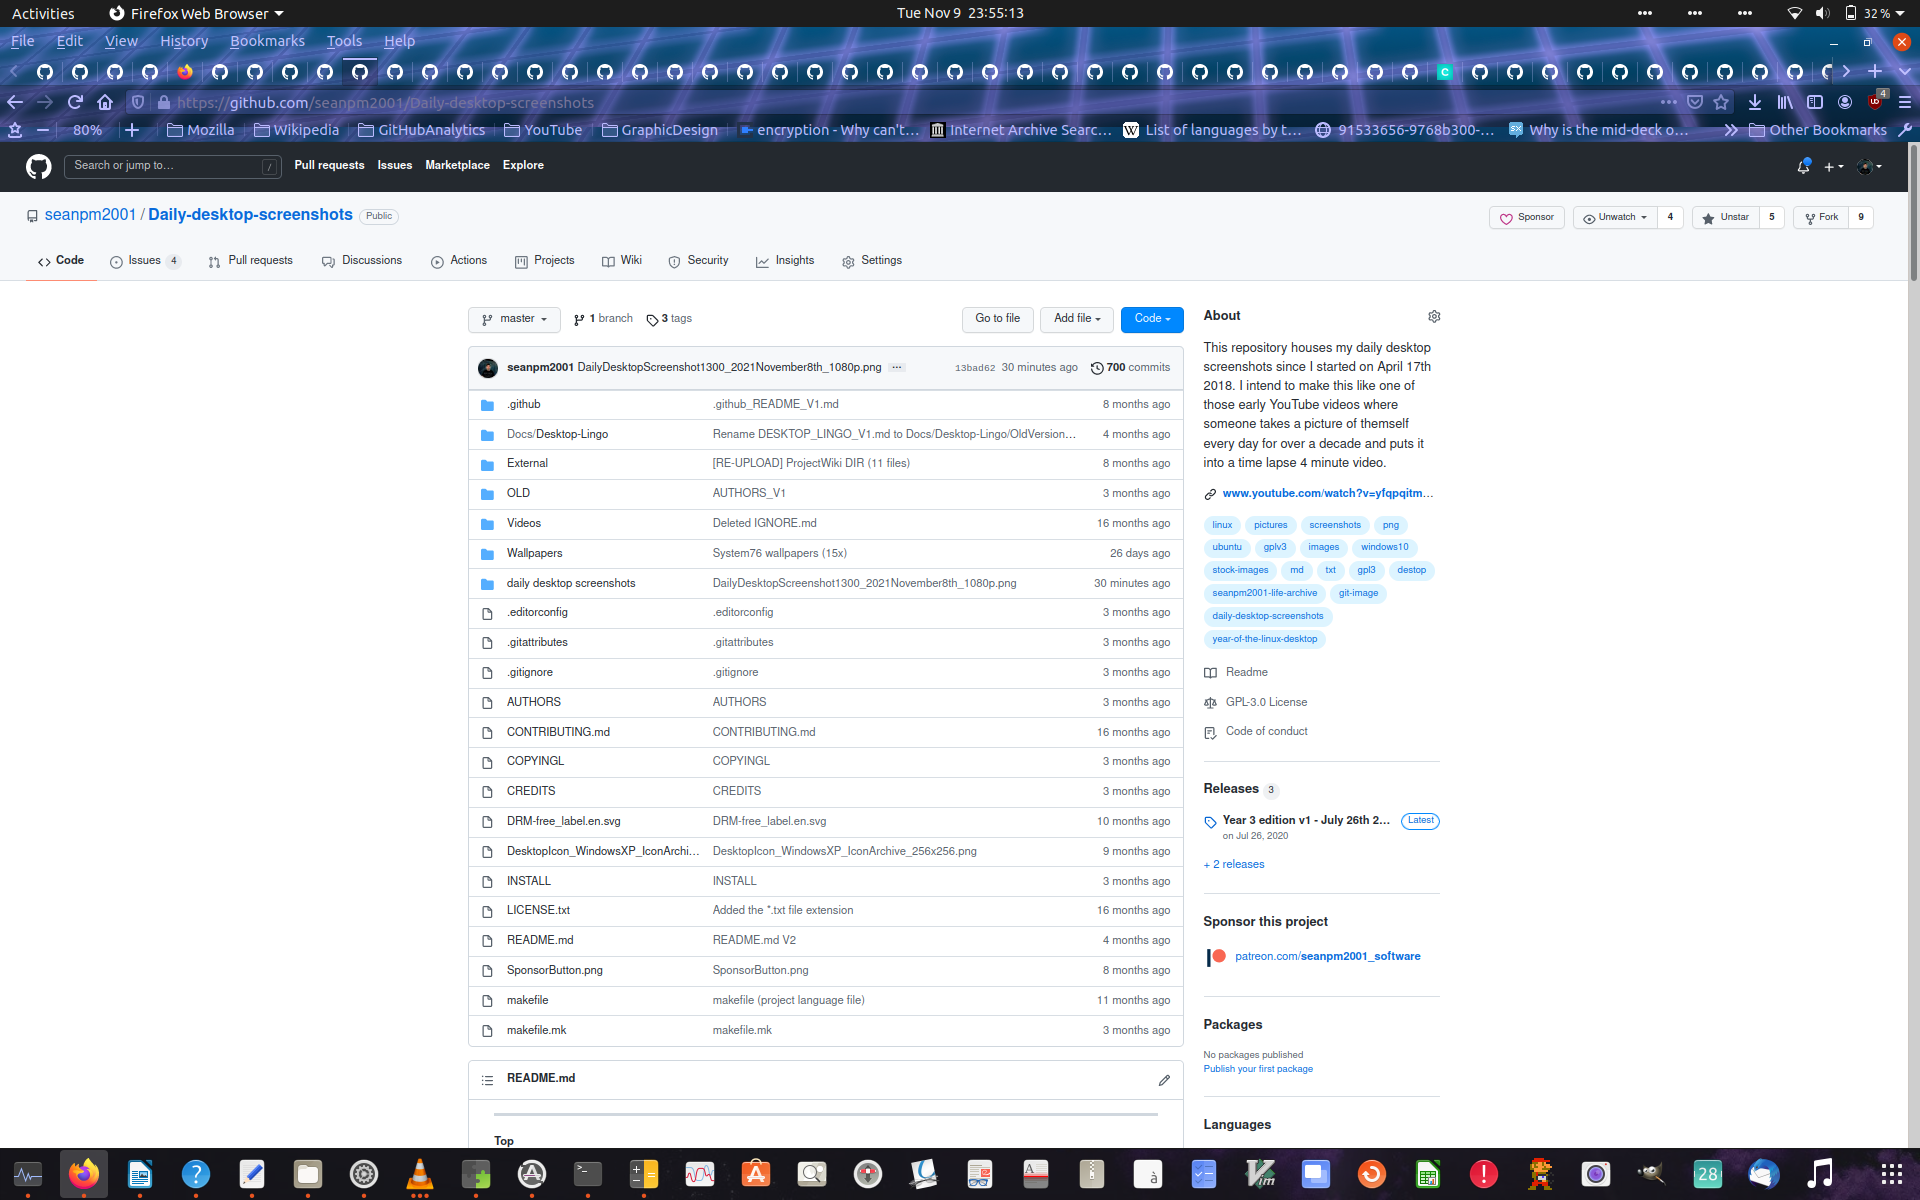 Activities Firefox Web Browser Tue Nov 9 23:55:13 32 %
File Edit View History Bookmarks Tools Help
https://github.com/seanpm2001/Daily-desktop-screenshots 4
80% Mozilla Wikipedia GitHubAnalytics YouTube GraphicDesign encryption - Why can't… Internet Archive Searc… List of languages by t… 91533656-9768b300-… Why is the mid-deck o… Other Bookmarks
Search or jump to… / Pull requests Issues Marketplace Explore
seanpm2001 / Daily-desktop-screenshots Public Sponsor Unwatch 4 Unstar 5 Fork 9
Code Issues 4 Pull requests Discussions Actions Projects Wiki Security Insights Settings
master 1 branch 3 tags Go to file Add file Code
seanpm2001 DailyDesktopScreenshot1300_2021November8th_1080p.png … 13bad62 30 minutes ago 700 commits
.github .github_README_V1.md 8 months ago
Docs/Desktop-Lingo Rename DESKTOP_LINGO_V1.md to Docs/Desktop-Lingo/OldVersion… 4 months ago
External [RE-UPLOAD] ProjectWiki DIR (11 files) 8 months ago
OLD AUTHORS_V1 3 months ago
Videos Deleted IGNORE.md 16 months ago
Wallpapers System76 wallpapers (15x) 26 days ago
daily desktop screenshots DailyDesktopScreenshot1300_2021November8th_1080p.png 30 minutes ago
.editorconfig .editorconfig 3 months ago
.gitattributes .gitattributes 3 months ago
.gitignore .gitignore 3 months ago
AUTHORS AUTHORS 3 months ago
CONTRIBUTING.md CONTRIBUTING.md 16 months ago
COPYINGL COPYINGL 3 months ago
CREDITS CREDITS 3 months ago
DRM-free_label.en.svg DRM-free_label.en.svg 10 months ago
DesktopIcon_WindowsXP_IconArchi… DesktopIcon_WindowsXP_IconArchive_256x256.png 9 months ago
INSTALL INSTALL 3 months ago
LICENSE.txt Added the *.txt file extension 16 months ago
README.md README.md V2 4 months ago
SponsorButton.png SponsorButton.png 8 months ago
makefile makefile (project language file) 11 months ago
makefile.mk makefile.mk 3 months ago
README.md
Top
About
This repository houses my daily desktop
screenshots since I started on April 17th
2018. I intend to make this like one of
those early YouTube videos where
someone takes a picture of themself
every day for over a decade and puts it
into a time lapse 4 minute video.
www.youtube.com/watch?v=yfqpqitm…
linux pictures screenshots png
ubuntu gplv3 images windows10
stock-images md txt gpl3 destop
seanpm2001-life-archive git-image
daily-desktop-screenshots
year-of-the-linux-desktop
Readme
GPL-3.0 License
Code of conduct
Releases 3
Year 3 edition v1 - July 26th 2… Latest
on Jul 26, 2020
+ 2 releases
Sponsor this project
patreon.com/seanpm2001_software
Packages
No packages published
Publish your first package
Languages
28